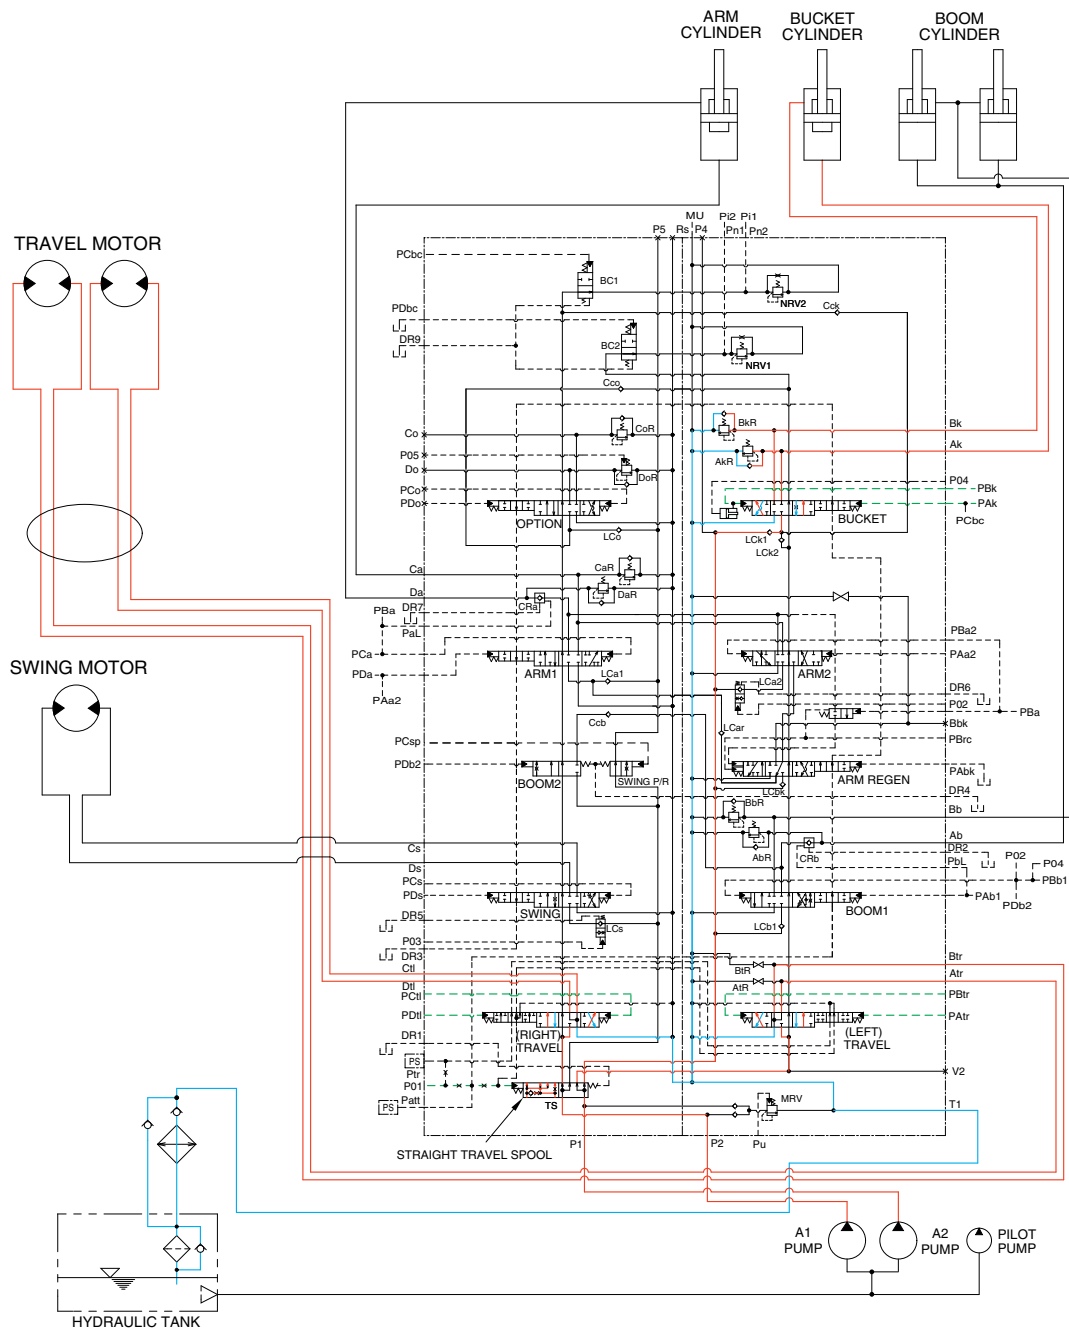 ARM
CYLINDER
BUCKET
CYLINDER
BOOM
CYLINDER
TRAVEL MOTOR
MU
Pi2
Pi1
P5
Rs
P4
Pn1
Pn2
PCbc
BC1
NRV2
Cck
PDbc
DR9
BC2
NRV1
Cco
Co
CoR
BkR
Bk
P05
Ak
Do
DoR
AkR
PCo
P04
PDo
PBk
PAk
OPTION
BUCKET
PCbc
LCo
LCk1
LCk2
Ca
CaR
Da
DaR
PBa
DR7
CRa
PaL
PBa2
PCa
PAa2
PDa
ARM1
ARM2
PAa2
LCa1
LCa2
DR6
P02
PBa
Ccb
LCar
Bbk
PCsp
PBrc
PDb2
PAbk
BOOM2
SWING P/R
ARM REGEN
LCbk
DR4
BbR
Bb
Cs
AbR
CRb
Ab
DR2
Ds
PbL
P02
P04
PCs
PBb1
PDs
PAb1
PDb2
SWING
BOOM1
DR5
LCs
LCb1
P03
DR3
Btr
Ctl
BtR
Atr
Dtl
AtR
PCtl
PBtr
PDtl
PAtr
(RIGHT)
TRAVEL
(LEFT)
TRAVEL
DR1
PS
Ptr
V2
P01
Patt
PS
TS
MRV
T1
P1
P2
Pu
STRAIGHT TRAVEL SPOOL
SWING MOTOR
A1
PUMP
A2
PUMP
PILOT
PUMP
HYDRAULIC TANK